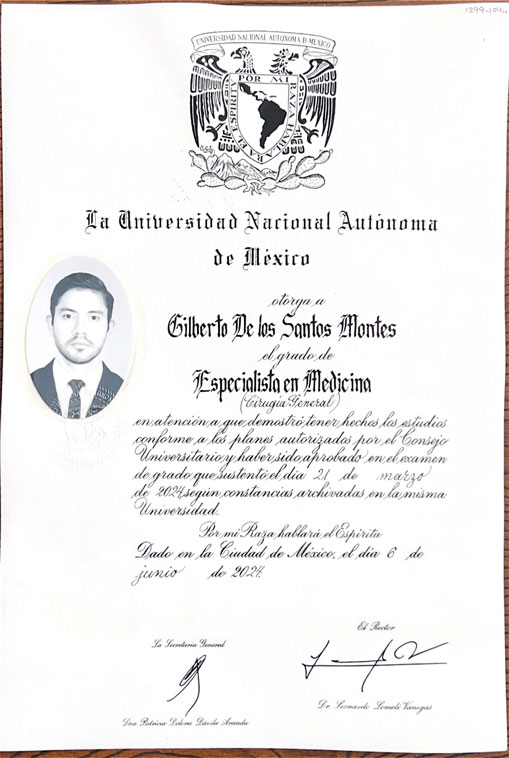 1299-104
UNIVERSIDAD NACIONAL AUTÓNOMA D MEXICO
POR MI RAZA HABLARA EL ESPIRITU
La Universidad Nacional Autónoma
de México
otorga a
Gilberto De los Santos Montes
el grado de
Especialista en Medicina
(Cirugía General)
en atención a que demostró tener hechos los estudios
conforme a los planes autorizados por el Consejo
Universitario y haber sido aprobado en el examen
de grado que sustentó el día 21 de marzo
de 2024 según constancias archivadas en la misma
Universidad.
Por mi Raza hablará el Espíritu
Dado en la Ciudad de México, el día 6 de
junio de 2024.
El Rector
La Secretaria General
Dr. Leonardo Lomelí Vanegas
Dra. Patricia Dolores Dávila Aranda